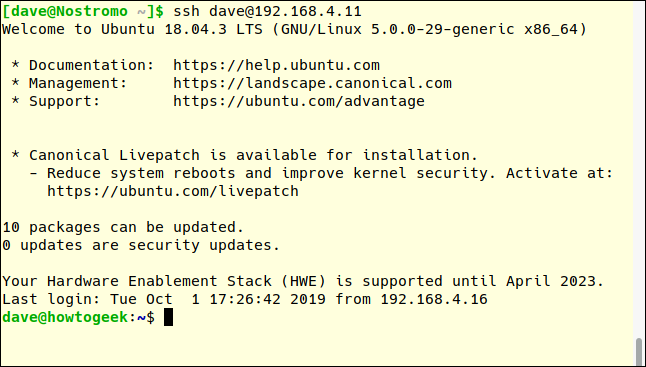 [dave@Nostromo ~]$ ssh dave@192.168.4.11
Welcome to Ubuntu 18.04.3 LTS (GNU/Linux 5.0.0-29-generic x86_64)
* Documentation:  https://help.ubuntu.com
* Management:     https://landscape.canonical.com
* Support:        https://ubuntu.com/advantage
* Canonical Livepatch is available for installation.
- Reduce system reboots and improve kernel security. Activate at:
https://ubuntu.com/livepatch
10 packages can be updated.
0 updates are security updates.
Your Hardware Enablement Stack (HWE) is supported until April 2023.
Last login: Tue Oct  1 17:26:42 2019 from 192.168.4.16
dave@howtogeek:~$